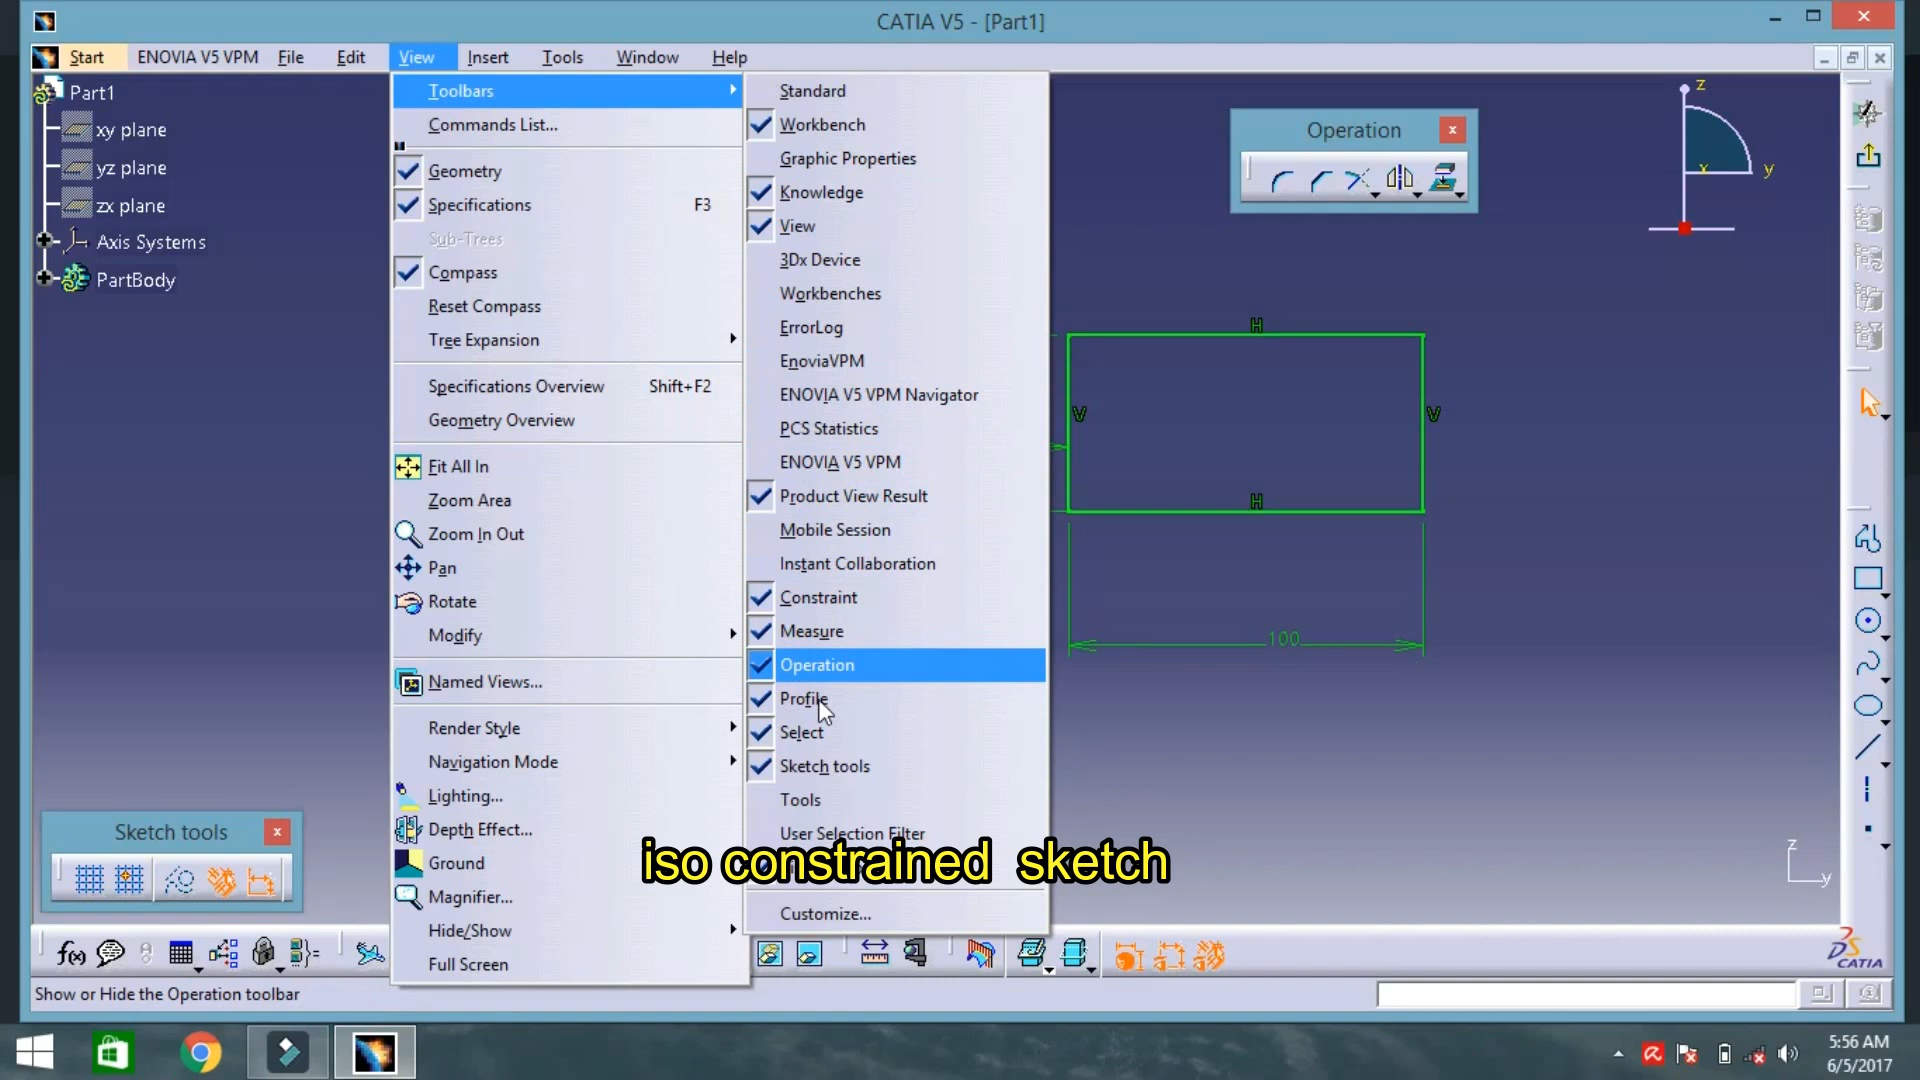 CATIA V5 - [Part1]
Start ENOVIA V5 VPM File Edit View Insert Tools Window Help
Part1
xy plane
yz plane
zx plane
Axis Systems
PartBody
Toolbars
Commands List...
Geometry
Specifications F3
Sub-Trees
Compass
Reset Compass
Tree Expansion
Specifications Overview Shift+F2
Geometry Overview
Fit All In
Zoom Area
Zoom In Out
Pan
Rotate
Modify
Named Views...
Render Style
Navigation Mode
Lighting...
Depth Effect...
Ground
Magnifier...
Hide/Show
Full Screen
Standard
Workbench
Graphic Properties
Knowledge
View
3Dx Device
Workbenches
ErrorLog
EnoviaVPM
ENOVIA V5 VPM Navigator
PCS Statistics
ENOVIA V5 VPM
Product View Result
Mobile Session
Instant Collaboration
Constraint
Measure
Operation
Profile
Select
Sketch tools
Tools
User Selection Filter
Customize...
Operation
z
x
y
H
V
V
H
100
z
y
Sketch tools
iso constrained sketch
f(x)
DS
CATIA
Show or Hide the Operation toolbar
5:56 AM
6/5/2017